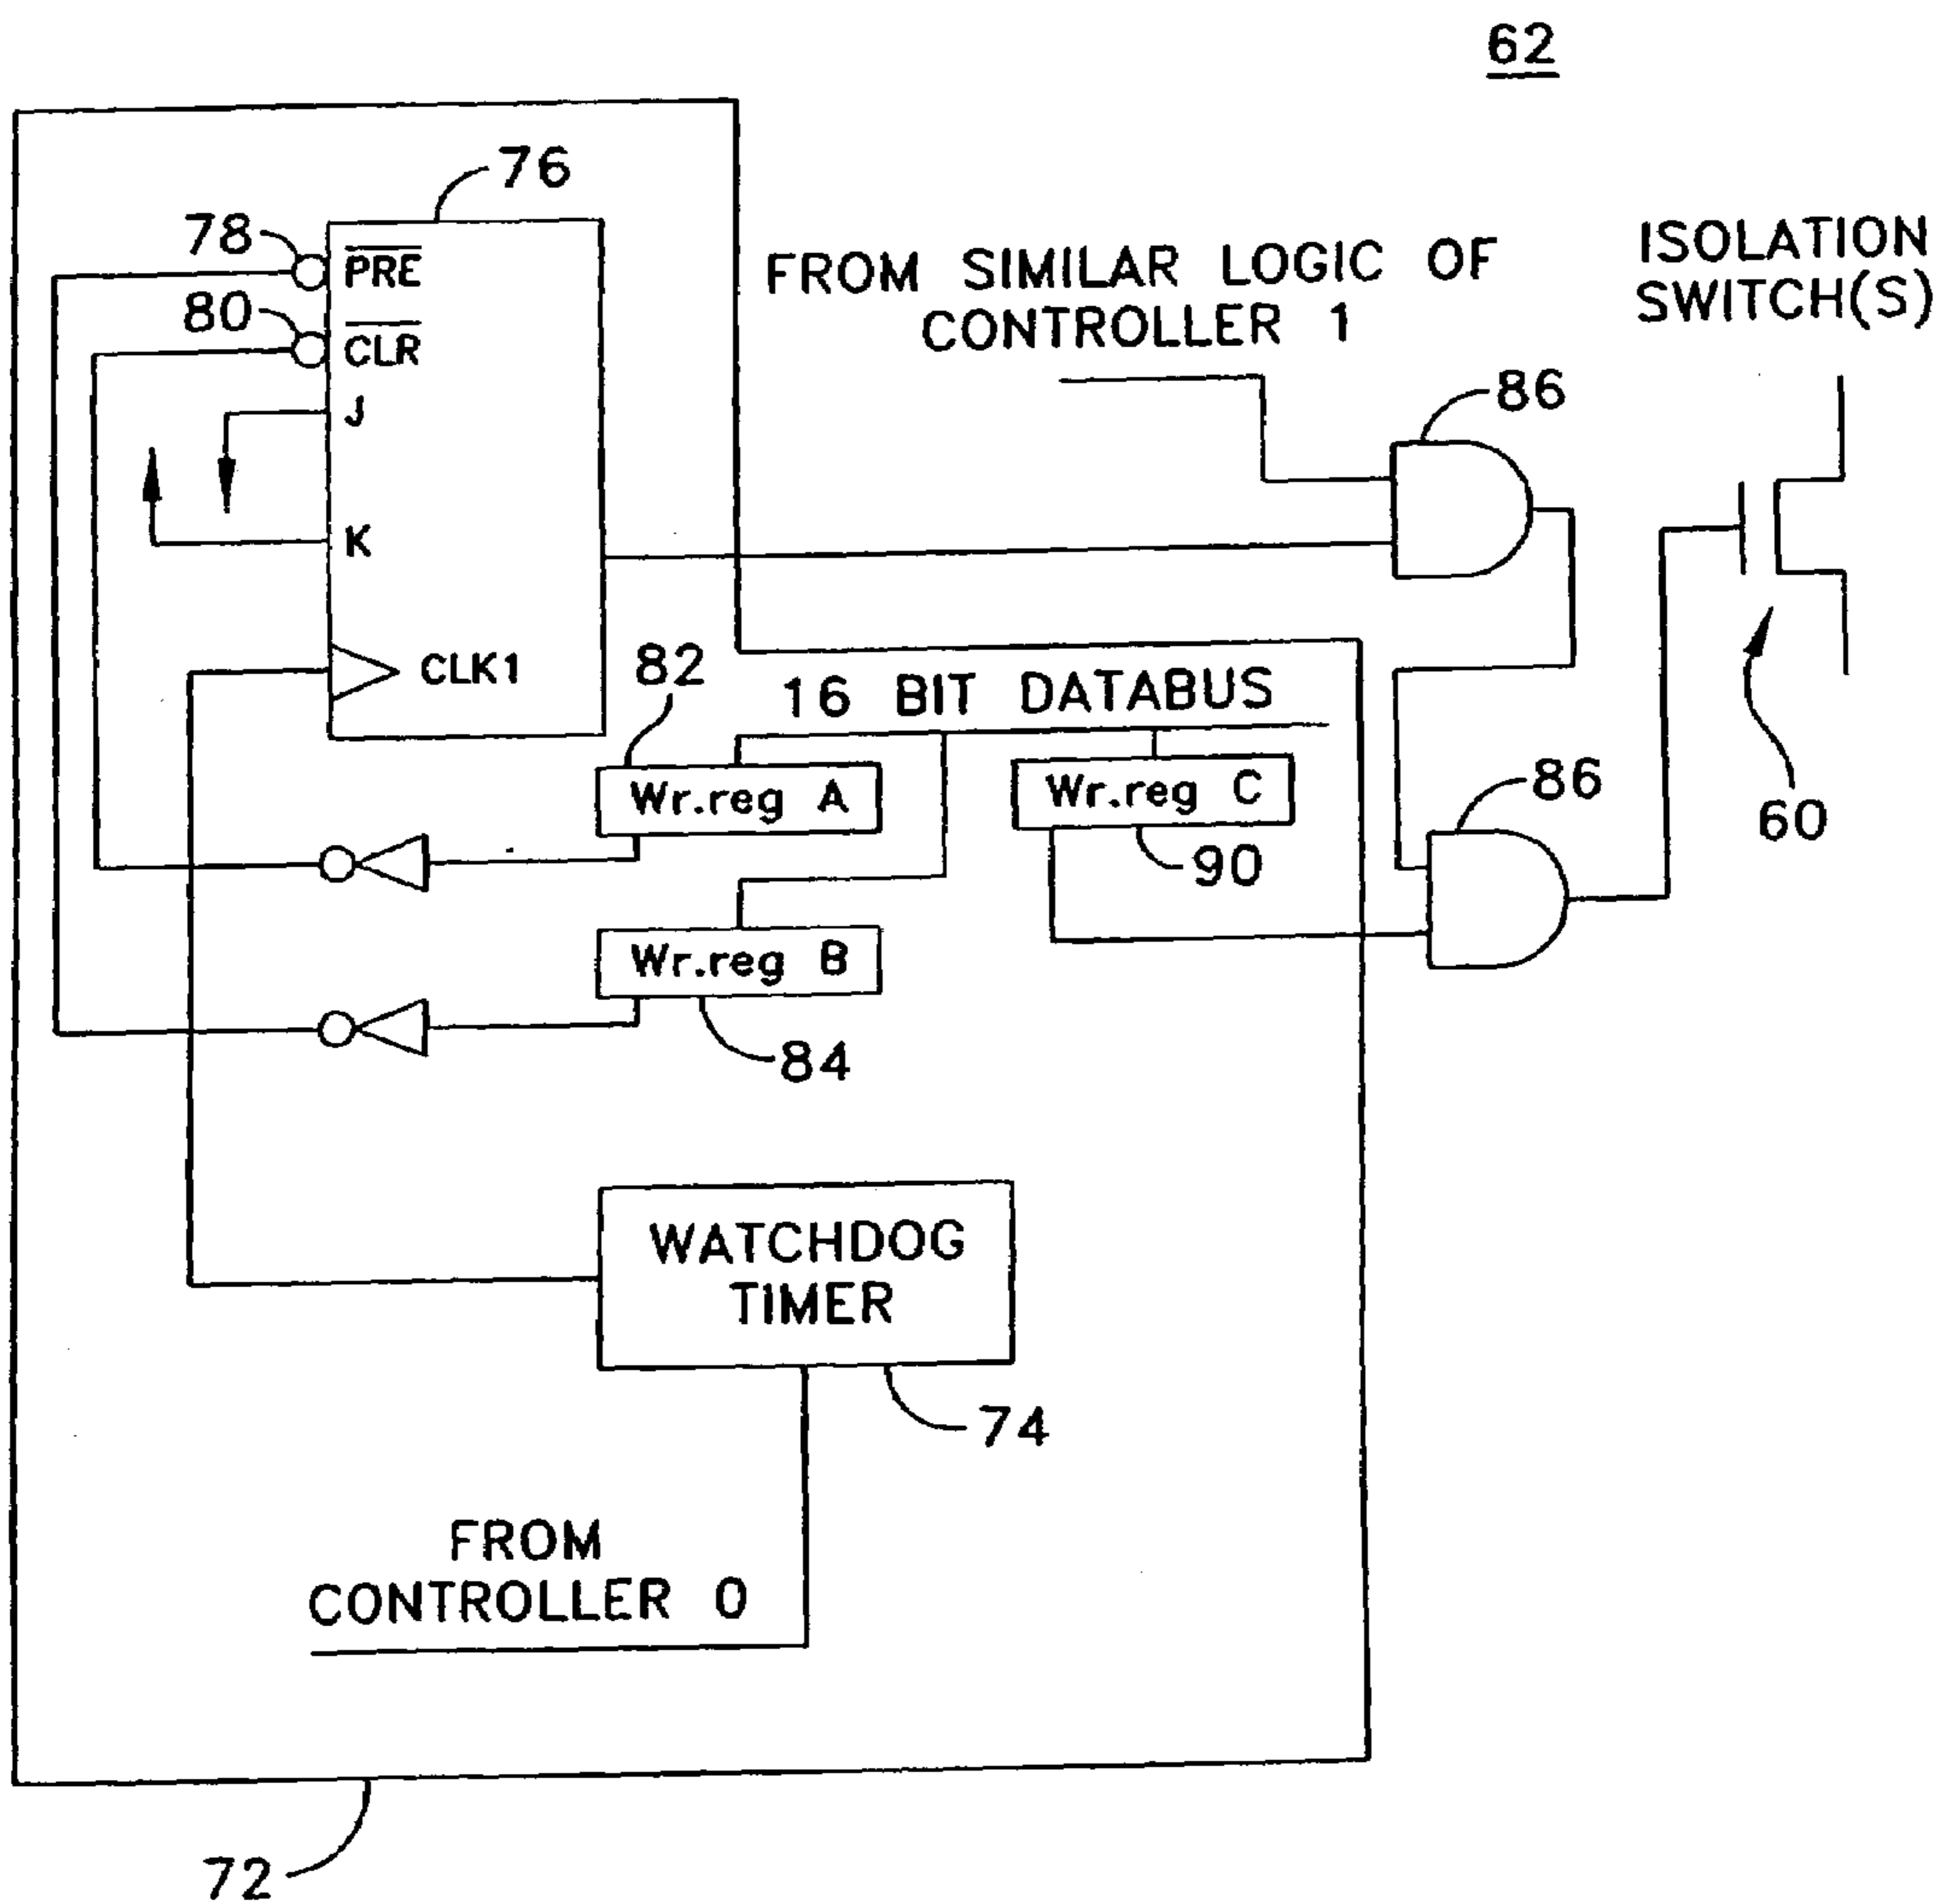 62
76
78
PRE
80
CLR
J
K
CLK1
FROM SIMILAR LOGIC OF
CONTROLLER 1
ISOLATION
SWITCH(S)
86
60
82
16 BIT DATABUS
Wr.reg A
Wr.reg C
90
86
Wr.reg B
84
WATCHDOG
TIMER
74
FROM
CONTROLLER 0
72